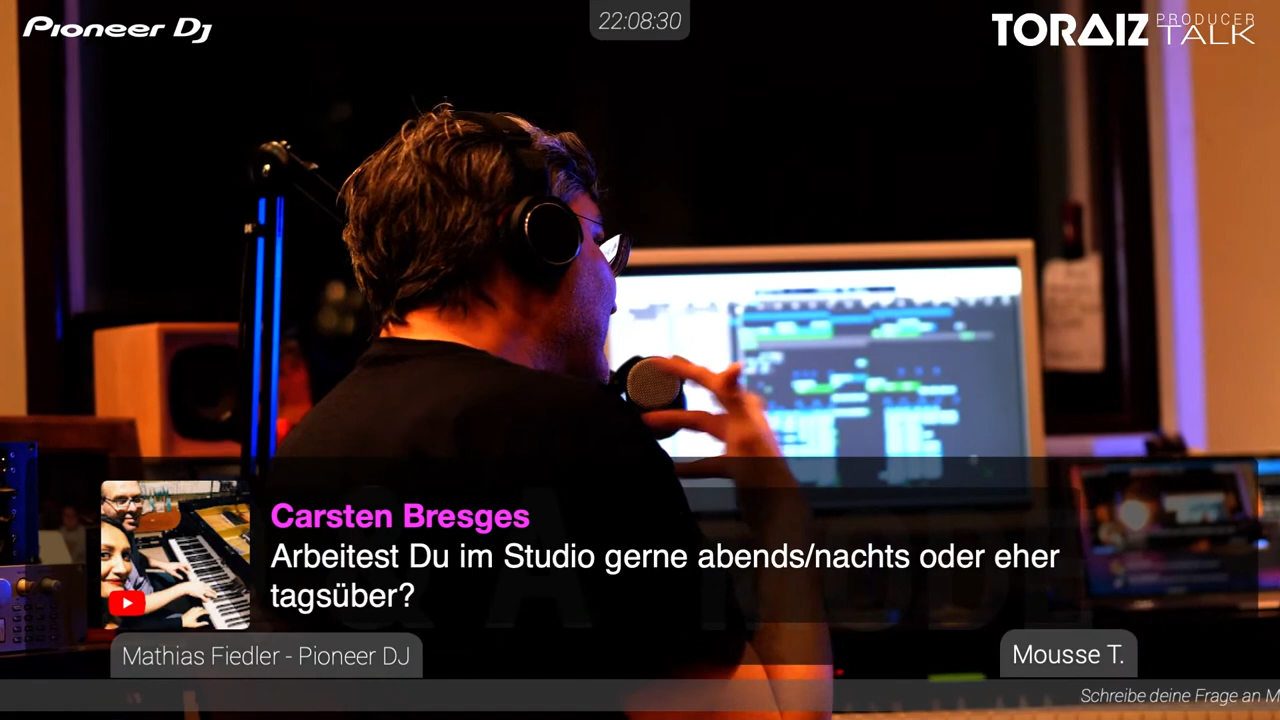 Pioneer Dj
22:08:30
TORAIZ PRODUCER TALK
Carsten Bresges
Arbeitest Du im Studio gerne abends/nachts oder eher
tagsüber?
Mathias Fiedler - Pioneer DJ
Mousse T.
Schreibe deine Frage an M